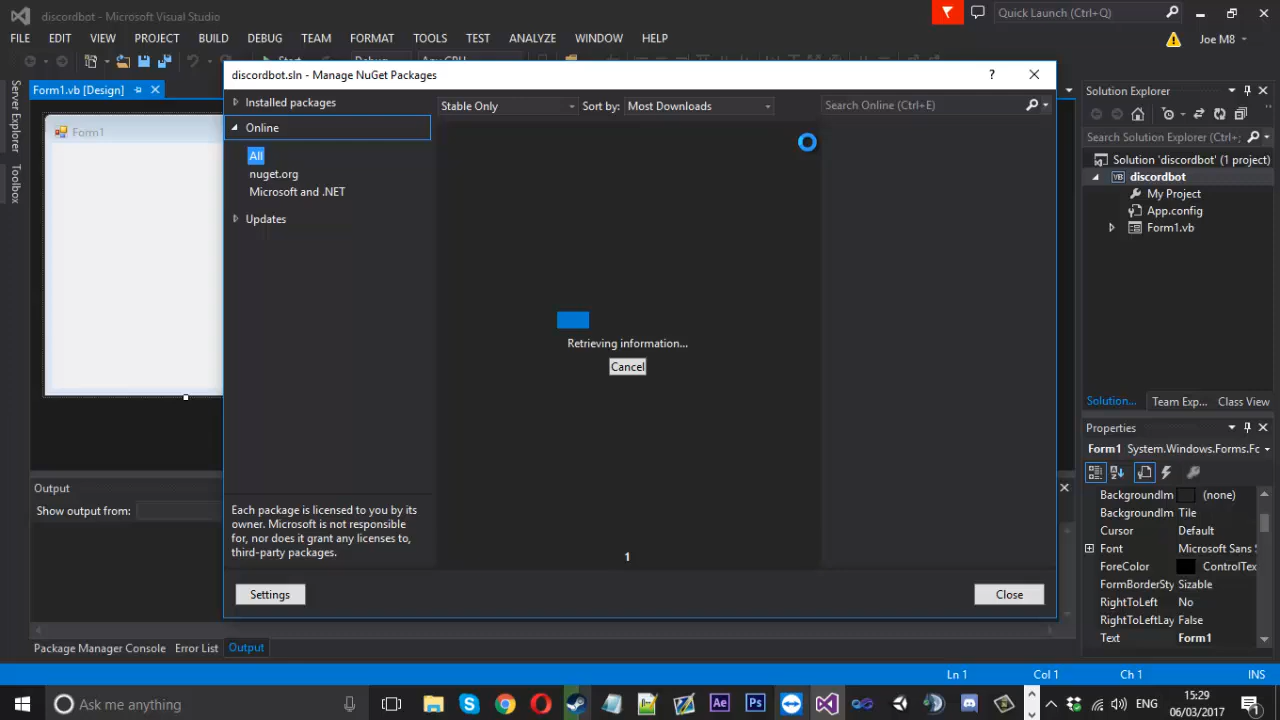 discordbot - Microsoft Visual Studio
Quick Launch (Ctrl+Q)
FILE EDIT VIEW PROJECT BUILD DEBUG TEAM FORMAT TOOLS TEST ANALYZE WINDOW HELP
Joe M8
Form1.vb [Design]
Server Explorer
Toolbox
Form1
discordbot.sln - Manage NuGet Packages
?
Installed packages
Online
All
nuget.org
Microsoft and .NET
Updates
Stable Only
Sort by: Most Downloads
Search Online (Ctrl+E)
Retrieving information...
Cancel
Each package is licensed to you by its
owner. Microsoft is not responsible
for, nor does it grant any licenses to,
third-party packages.
1
Settings
Close
Solution Explorer
Search Solution Explorer (Ctrl+;
Solution 'discordbot' (1 project)
VB discordbot
My Project
App.config
Form1.vb
Solution... Team Exp... Class View
Properties
Form1 System.Windows.Forms.Fo
BackgroundIm (none)
BackgroundIm Tile
Cursor Default
Font Microsoft Sans
ForeColor ControlTex
FormBorderSty Sizable
RightToLeft No
RightToLeftLay False
Text Form1
Output
Show output from:
Package Manager Console Error List Output
Ln 1 Col 1 Ch 1 INS
Ask me anything
Ae
Ps
ENG
15:29
06/03/2017